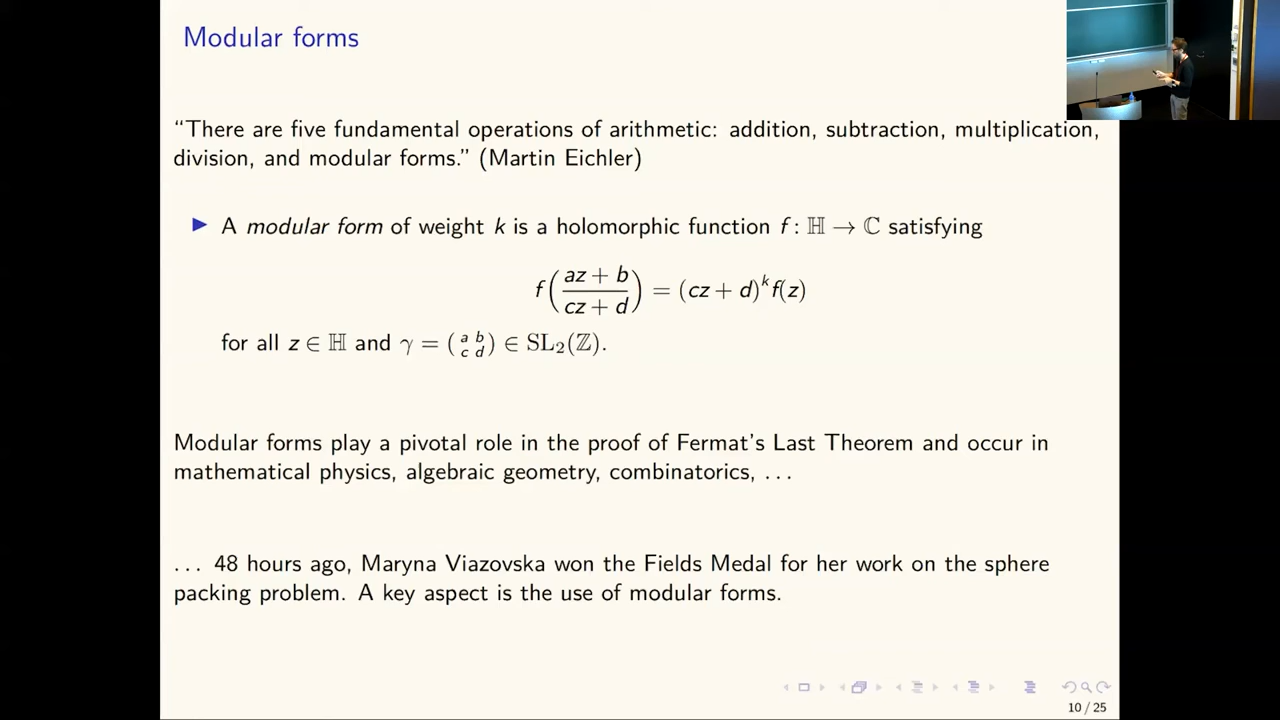 Modular forms
“There are five fundamental operations of arithmetic: addition, subtraction, multiplication,
division, and modular forms.” (Martin Eichler)
▶ A modular form of weight k is a holomorphic function f : ℍ → ℂ satisfying
f((az + b)/(cz + d)) = (cz + d)^k f(z)
for all z ∈ ℍ and γ = (a b; c d) ∈ SL₂(ℤ).
Modular forms play a pivotal role in the proof of Fermat’s Last Theorem and occur in
mathematical physics, algebraic geometry, combinatorics, . . .
. . . 48 hours ago, Maryna Viazovska won the Fields Medal for her work on the sphere
packing problem. A key aspect is the use of modular forms.
10 / 25